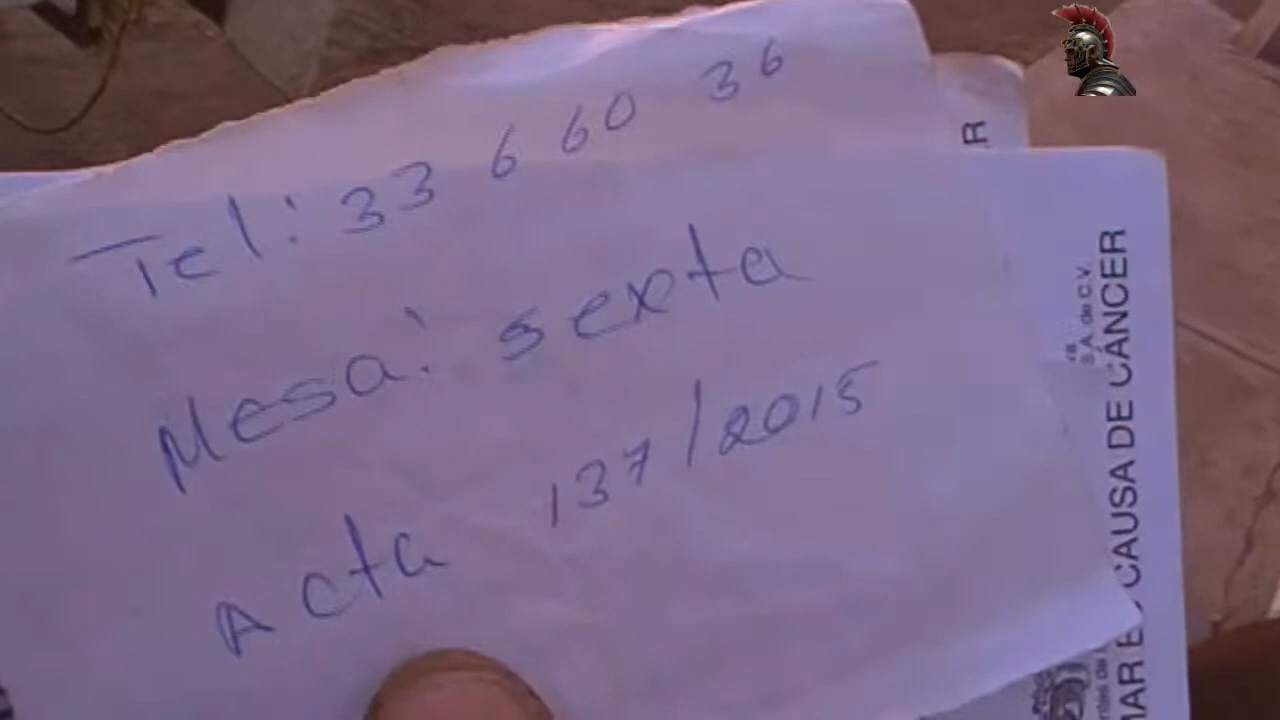 Tel: 33 6 60 36
Mesa: sexta
Acta 137/2015
R
S.A. de C.V.
CAUSA DE CÁNCER